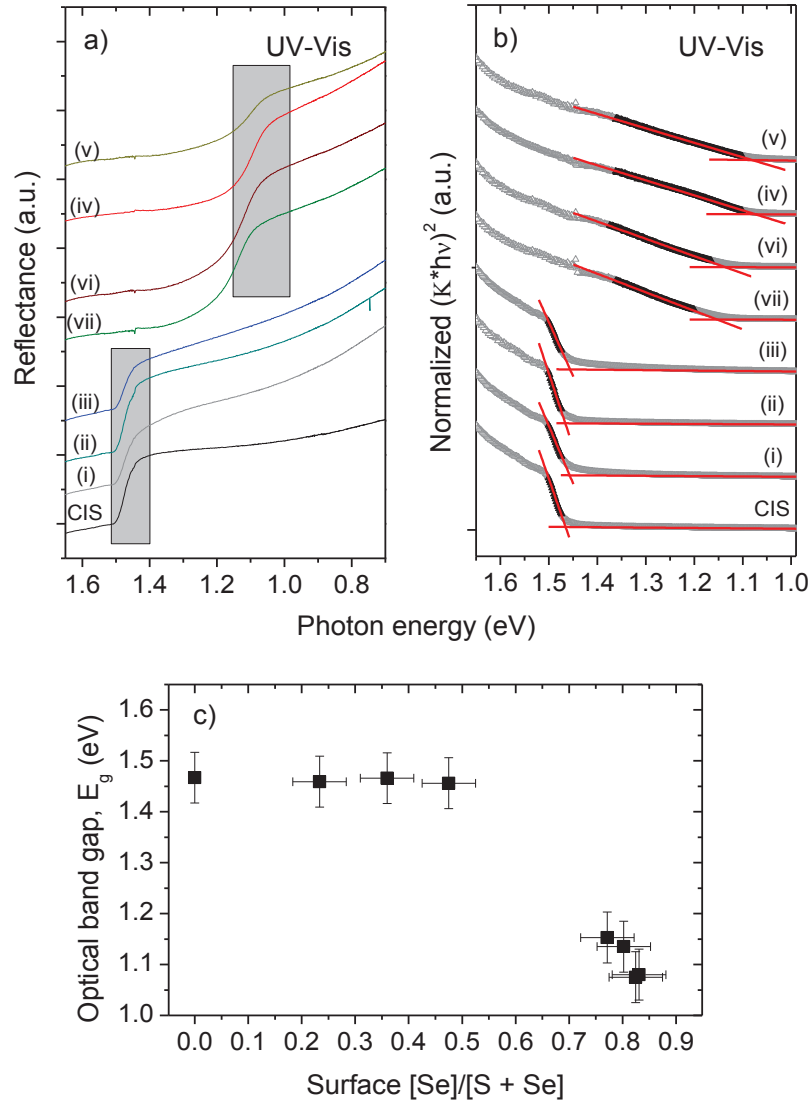 a)
UV-Vis
(v)
(iv)
(vi)
(vii)
(iii)
(ii)
(i)
CIS
Reflectance (a.u.)
1.6 1.4 1.2 1.0 0.8
b)
UV-Vis
(v)
(iv)
(vi)
(vii)
(iii)
(ii)
(i)
CIS
Normalized (K*hν)² (a.u.)
1.6 1.5 1.4 1.3 1.2 1.1 1.0
Photon energy (eV)
c)
Optical band gap, E_g (eV)
1.6
1.5
1.4
1.3
1.2
1.1
1.0
0.0 0.1 0.2 0.3 0.4 0.5 0.6 0.7 0.8 0.9
Surface [Se]/[S + Se]